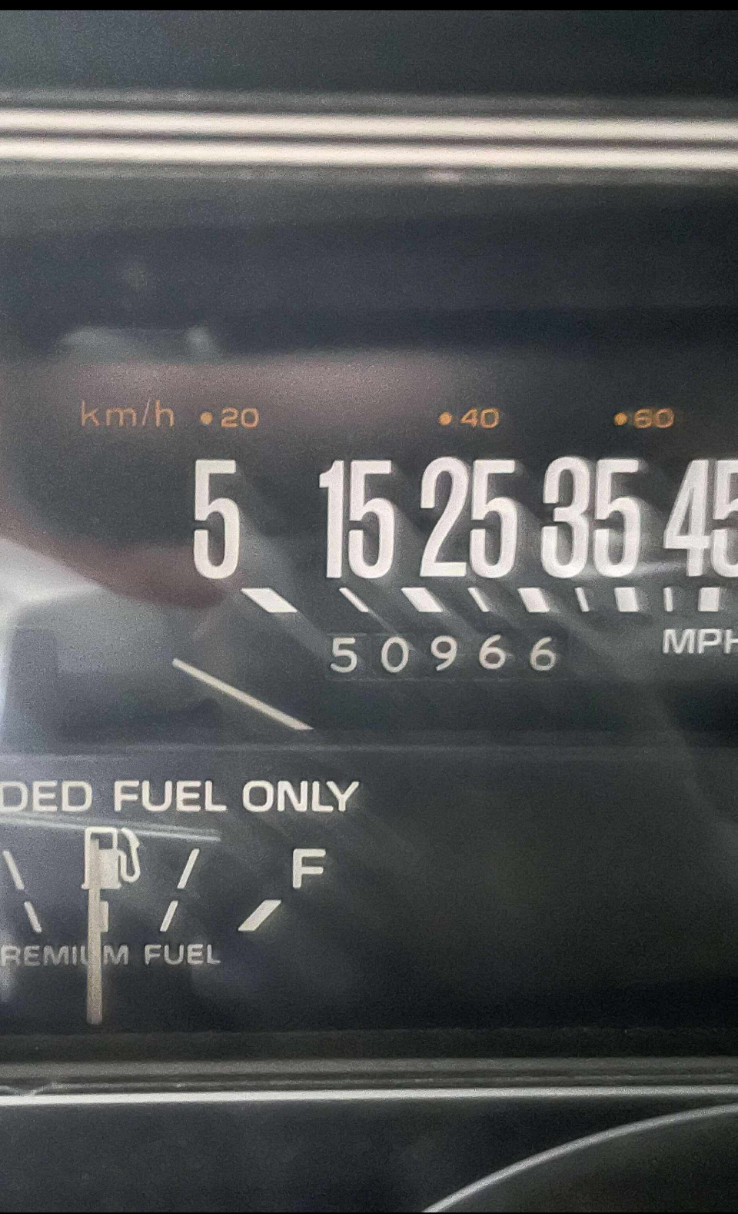 km/h 20 40 60
5 15 25 35 45
50966 MPH
DED FUEL ONLY
F
REMIUM FUEL